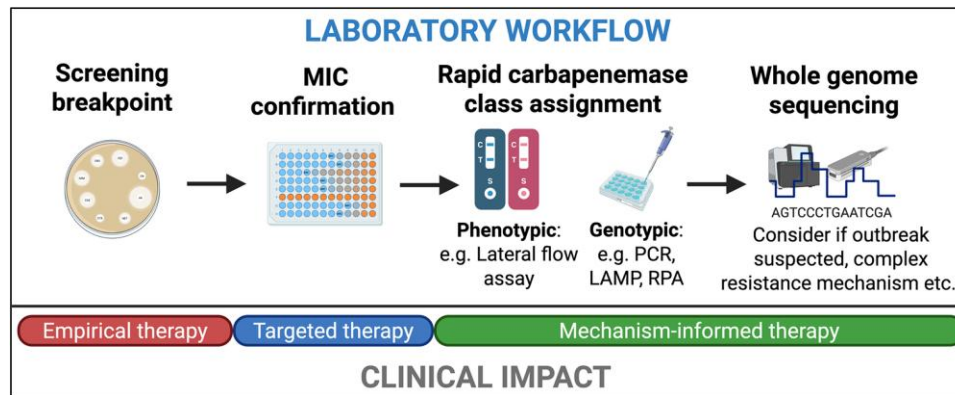 LABORATORY WORKFLOW
Screening
breakpoint
MIC
confirmation
Rapid carbapenemase
class assignment
Whole genome
sequencing
C
T
S
C
T
S
Phenotypic:
e.g. Lateral flow
assay
Genotypic:
e.g. PCR,
LAMP, RPA
AGTCCCTGAATCGA
Consider if outbreak
suspected, complex
resistance mechanism etc.
Empirical therapy
Targeted therapy
Mechanism-informed therapy
CLINICAL IMPACT